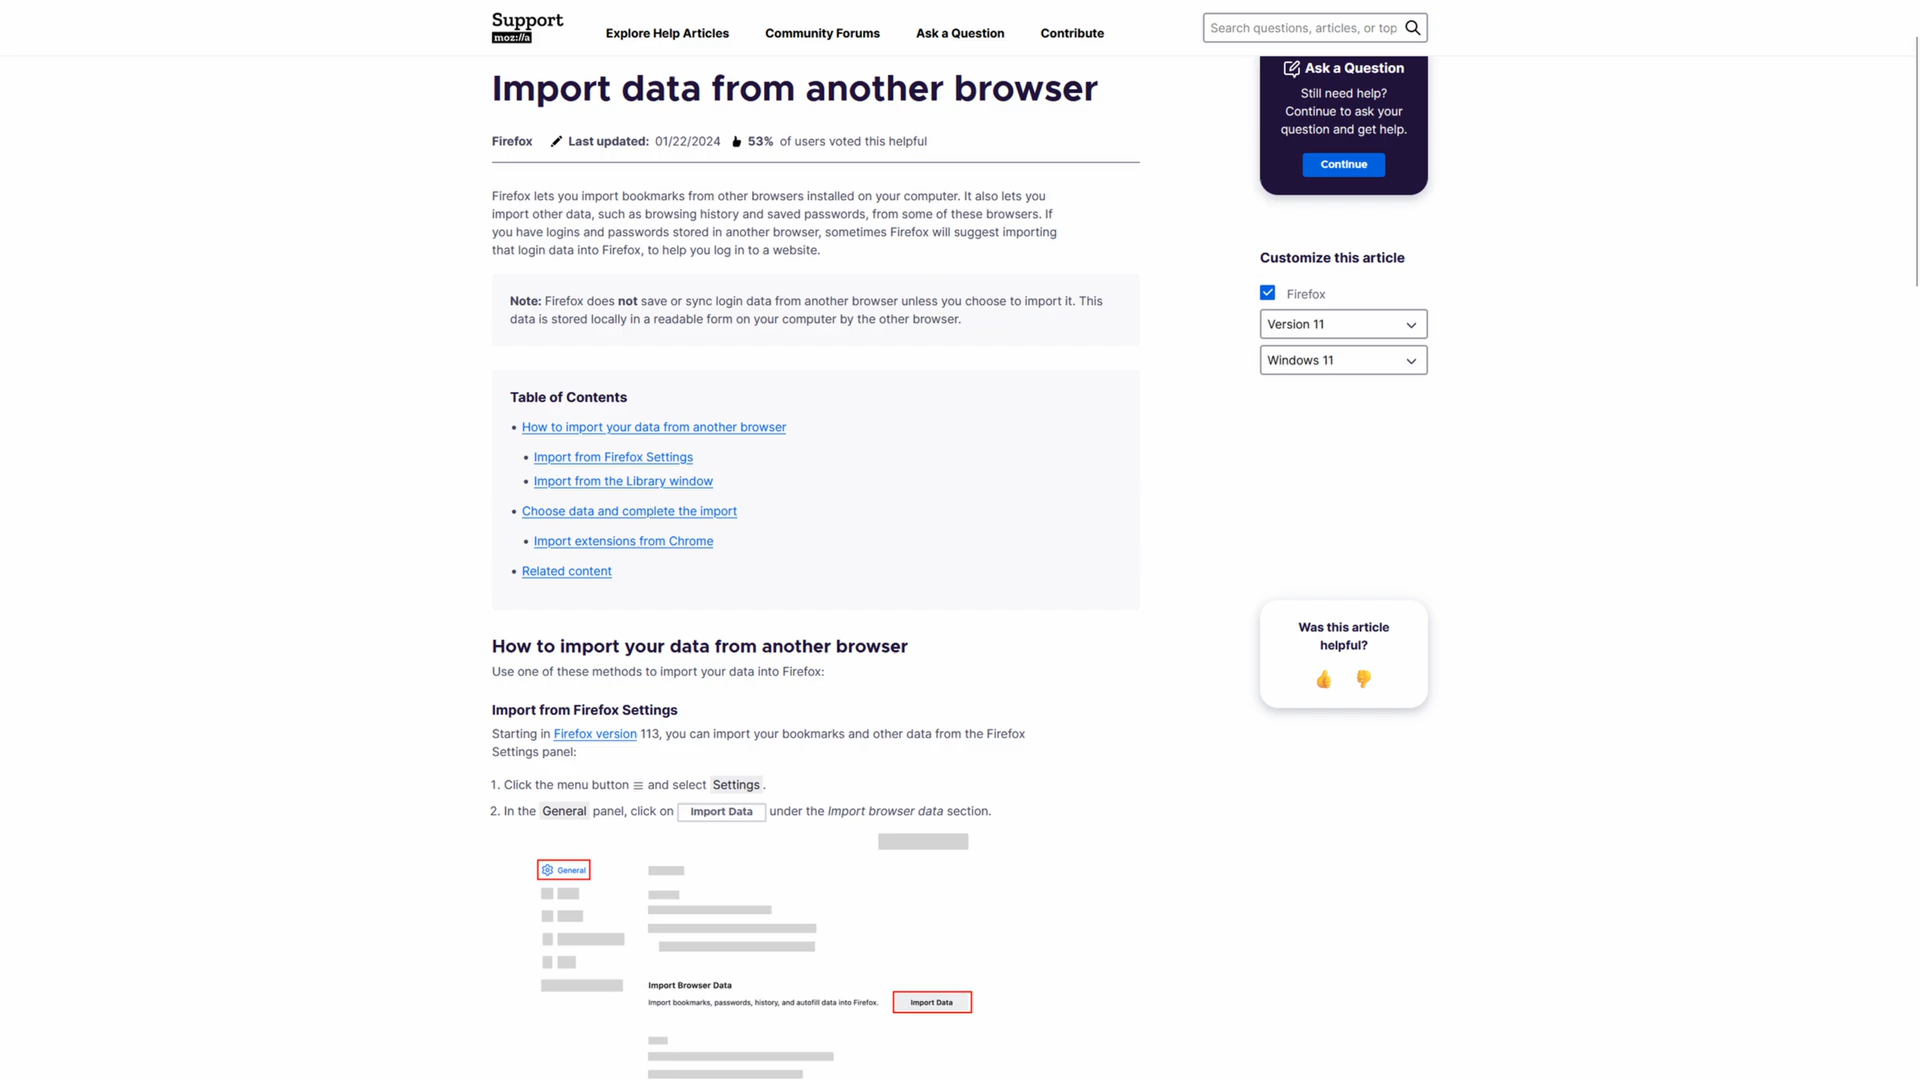 Support
moz://a
Explore Help Articles
Community Forums
Ask a Question
Contribute
Search questions, articles, or top
Import data from another browser
Firefox Last updated: 01/22/2024 53% of users voted this helpful
Firefox lets you import bookmarks from other browsers installed on your computer. It also lets you
import other data, such as browsing history and saved passwords, from some of these browsers. If
you have logins and passwords stored in another browser, sometimes Firefox will suggest importing
that login data into Firefox, to help you log in to a website.
Note: Firefox does not save or sync login data from another browser unless you choose to import it. This
data is stored locally in a readable form on your computer by the other browser.
Table of Contents
• How to import your data from another browser
• Import from Firefox Settings
• Import from the Library window
• Choose data and complete the import
• Import extensions from Chrome
• Related content
How to import your data from another browser
Use one of these methods to import your data into Firefox:
Import from Firefox Settings
Starting in Firefox version 113, you can import your bookmarks and other data from the Firefox
Settings panel:
1. Click the menu button ≡ and select Settings.
2. In the General panel, click on Import Data under the Import browser data section.
General
Import Browser Data
Import bookmarks, passwords, history, and autofill data into Firefox.
Import Data
Ask a Question
Still need help?
Continue to ask your
question and get help.
Continue
Customize this article
Firefox
Version 11
Windows 11
Was this article
helpful?